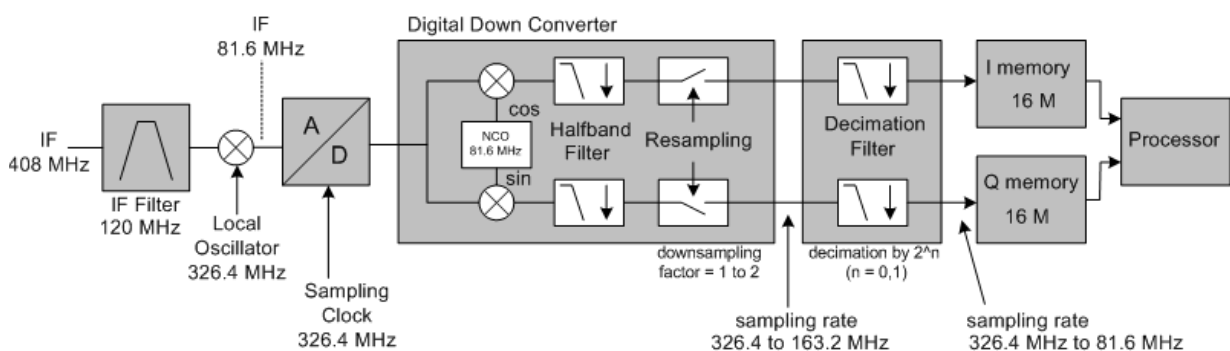 Digital Down Converter
IF
81.6 MHz
IF
408 MHz
IF Filter
120 MHz
Local
Oscillator
326.4 MHz
A
D
Sampling
Clock
326.4 MHz
cos
NCO
81.6 MHz
sin
Halfband
Filter
Resampling
downsampling
factor = 1 to 2
Decimation
Filter
decimation by 2^n
(n = 0,1)
sampling rate
326.4 to 163.2 MHz
I memory
16 M
Q memory
16 M
sampling rate
326.4 MHz to 81.6 MHz
Processor